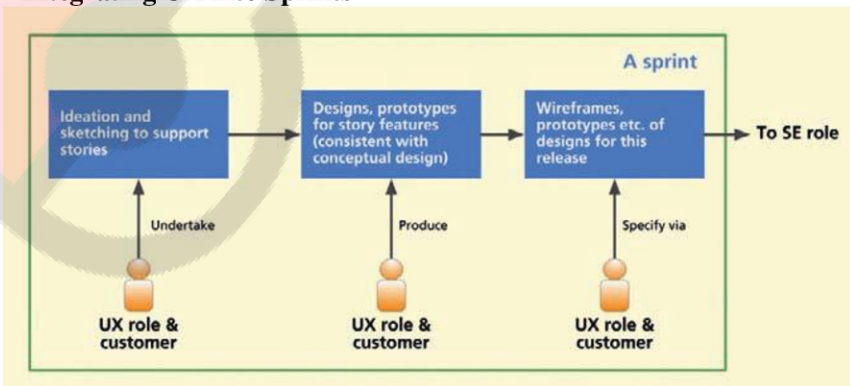 A sprint
Ideation and
sketching to support
stories
Designs, prototypes
for story features
(consistent with
conceptual design)
Wireframes,
prototypes etc. of
designs for this
release
To SE role
Undertake
Produce
Specify via
UX role &
customer
UX role &
customer
UX role &
customer